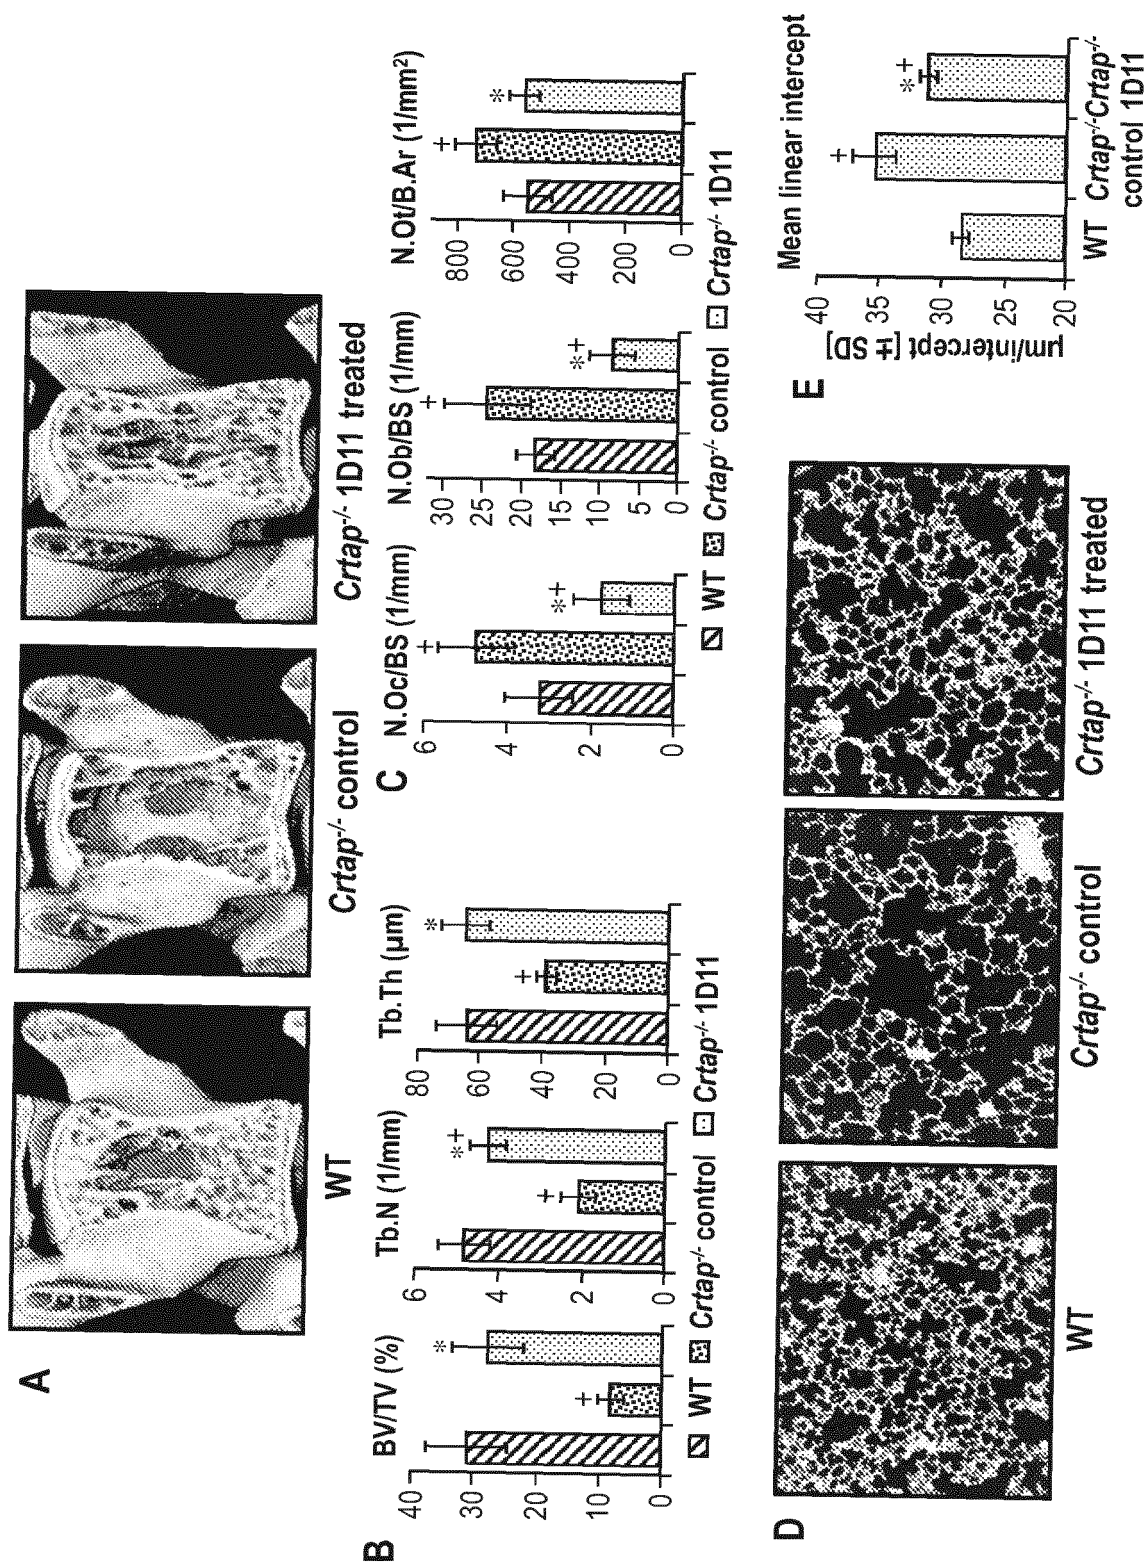 A
WT
Crtap-/- control
Crtap-/- 1D11 treated
B
BV/TV (%)
40
30
20
10
0
Tb.N (1/mm)
6
4
2
0
Tb.Th (µm)
80
60
40
20
0
WT Crtap-/- control Crtap-/- 1D11
C
N.Oc/BS (1/mm)
6
4
2
0
N.Ob/BS (1/mm)
30
25
20
15
10
5
0
N.Ot/B.Ar (1/mm²)
800
600
400
200
0
WT Crtap-/- control Crtap-/- 1D11
D
WT
Crtap-/- control
Crtap-/- 1D11 treated
E
Mean linear intercept
µm/intercept [± SD]
40
35
30
25
20
WT Crtap-/- Crtap-/-
control 1D11